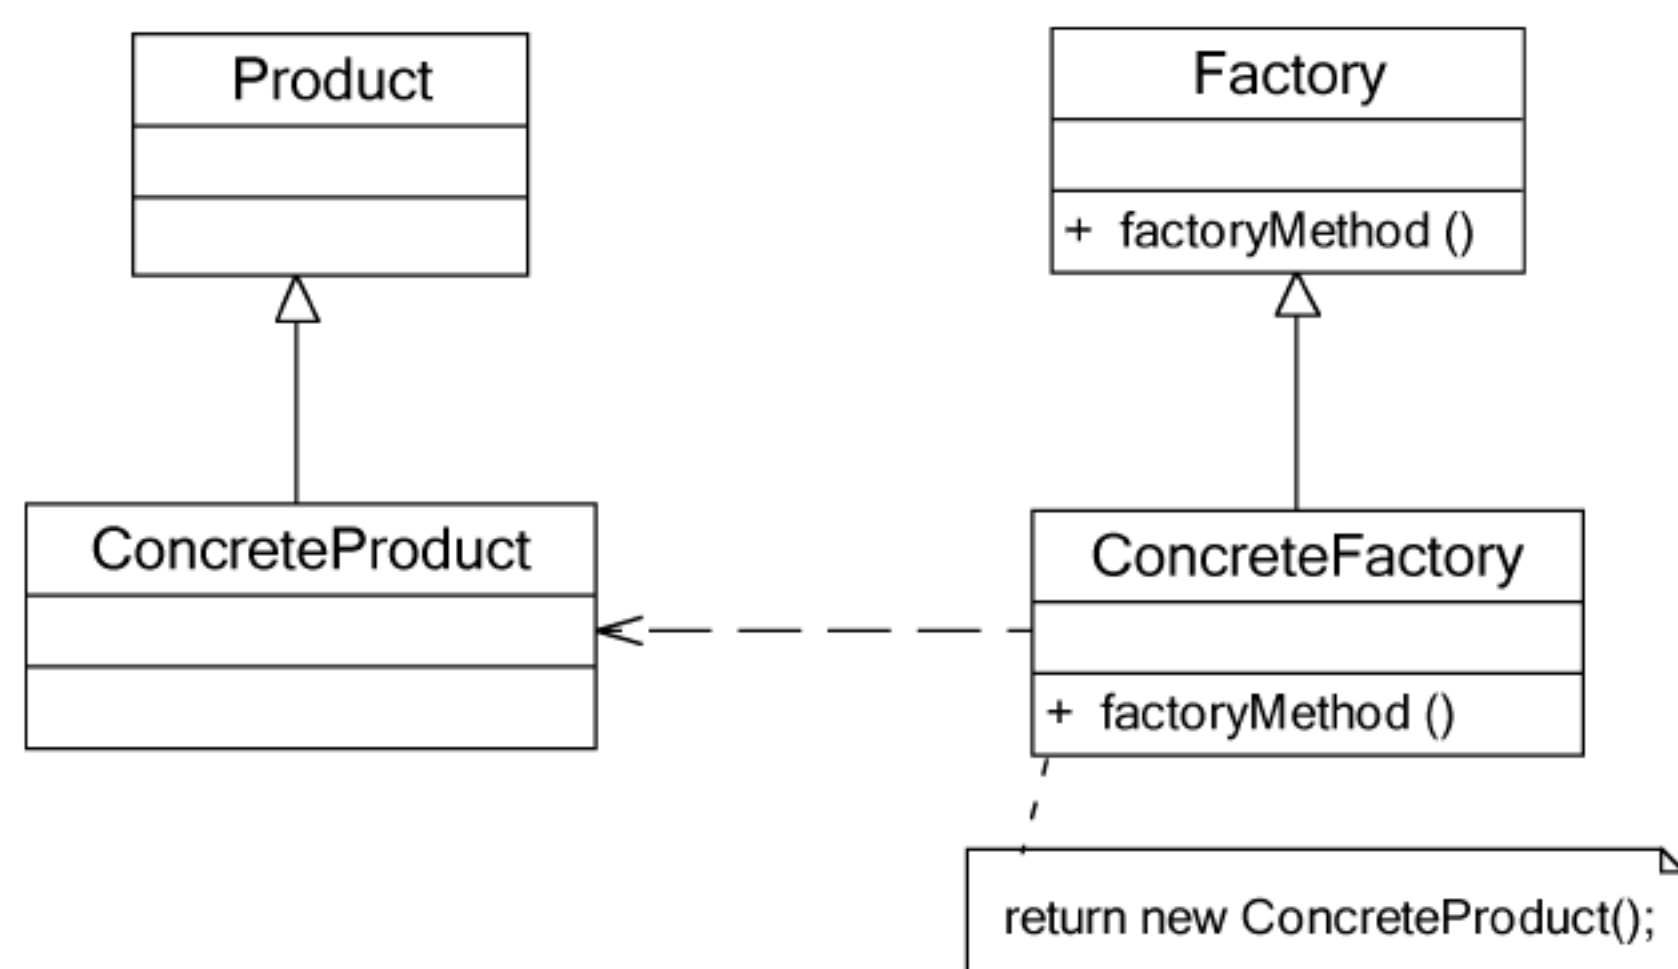 Product
Factory
+ factoryMethod ()
ConcreteProduct
ConcreteFactory
+ factoryMethod ()
return new ConcreteProduct();